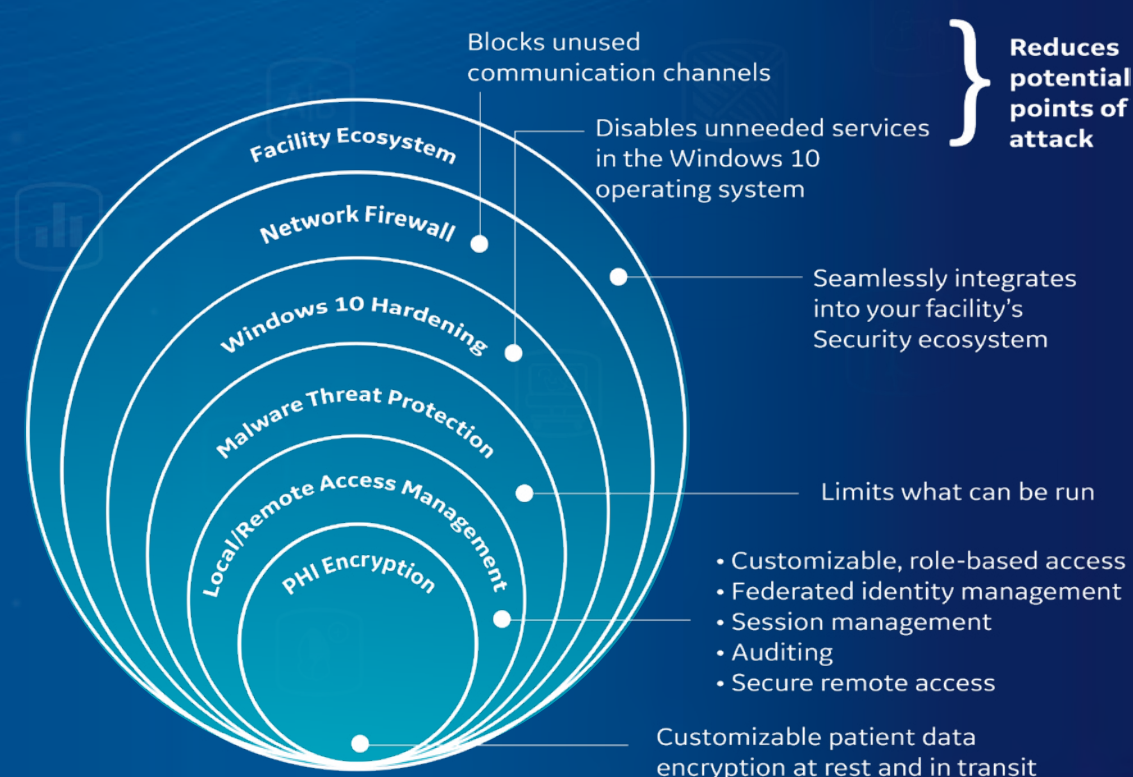 Blocks unused
communication channels
Reduces
potential
points of
attack
Disables unneeded services
in the Windows 10
operating system
Facility Ecosystem
Network Firewall
Seamlessly integrates
into your facility’s
Security ecosystem
Windows 10 Hardening
Malware Threat Protection
Limits what can be run
Local/Remote Access Management
• Customizable, role-based access
• Federated identity management
• Session management
• Auditing
• Secure remote access
PHI Encryption
Customizable patient data
encryption at rest and in transit